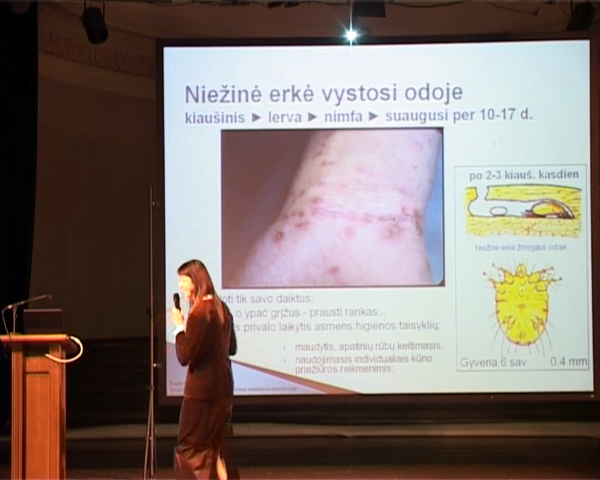 Niežinė erkė vystosi odoje
kiaušinis ► lerva ► nimfa ► suaugusi per 10-17 d.
po 2-3 kiauš. kasdien
Niežinė erkė žmogaus odoje
Gyvena 6 sav. 0,4 mm
tik savo daiktus;
o ypač grįžus - prausti rankas...
privalo laikytis asmens higienos taisyklių:
› maudytis, apatinių rūbų keitimasis,
› naudojimasis individualiais kūno
priežiūros reikmenimis;